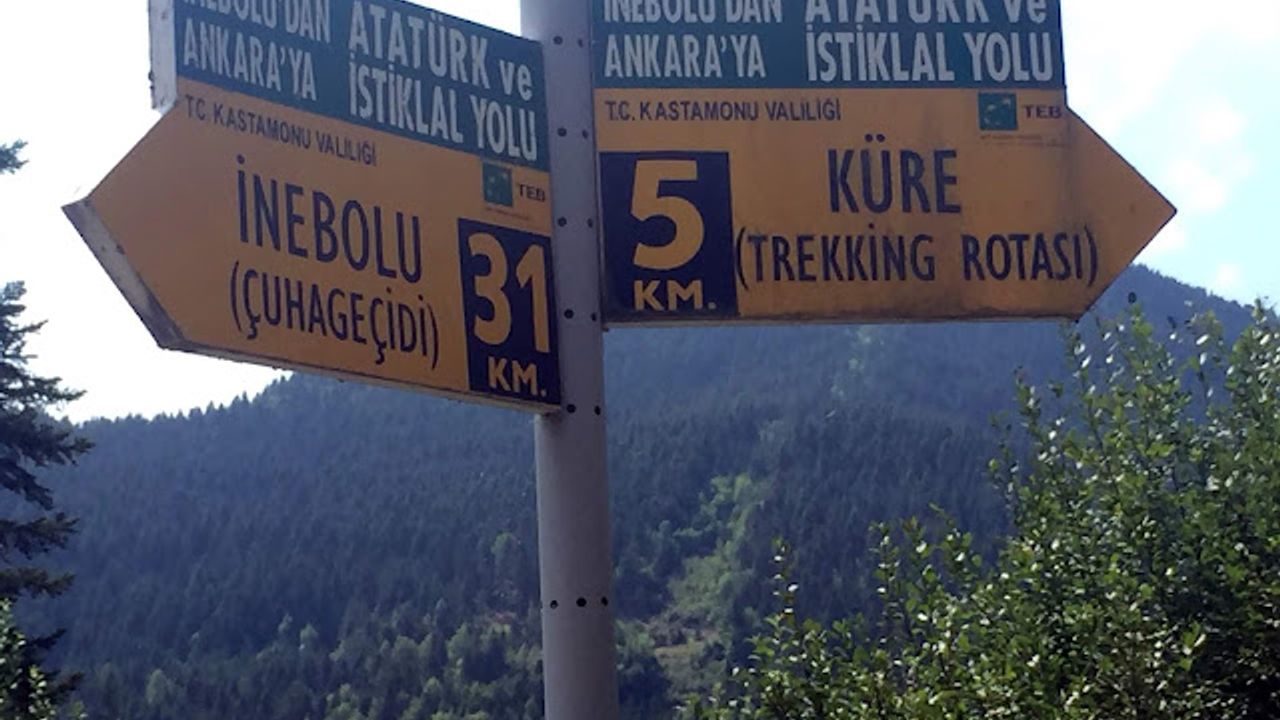 İNEBOLU'DAN ATATÜRK ve
ANKARA'YA İSTİKLAL YOLU
TC KASTAMONU VALİLİĞİ
TEB
İNEBOLU
(ÇUHAGEÇİDİ)
31
KM.
İNEBOLU'DAN ATATÜRK ve
ANKARA'YA İSTİKLAL YOLU
T.C. KASTAMONU VALİLİĞİ
TEB
5
KM.
KÜRE
(TREKKİNG ROTASI)